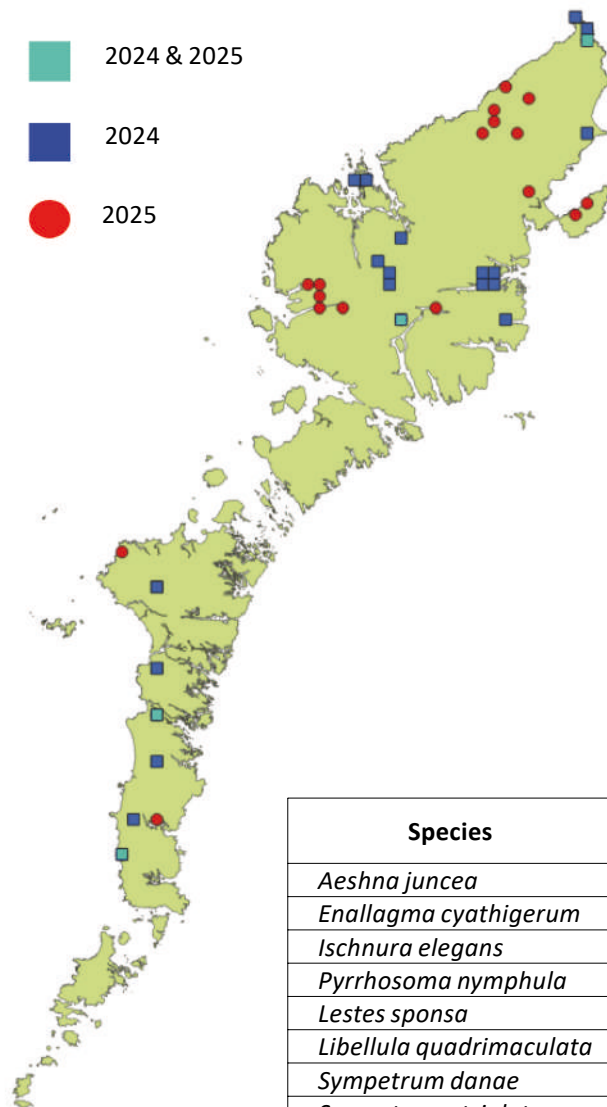 2024 & 2025
2024
2025
Species
Aeshna juncea
Enallagma cyathigerum
Ischnura elegans
Pyrrhosoma nymphula
Lestes sponsa
Libellula quadrimaculata
Sympetrum danae